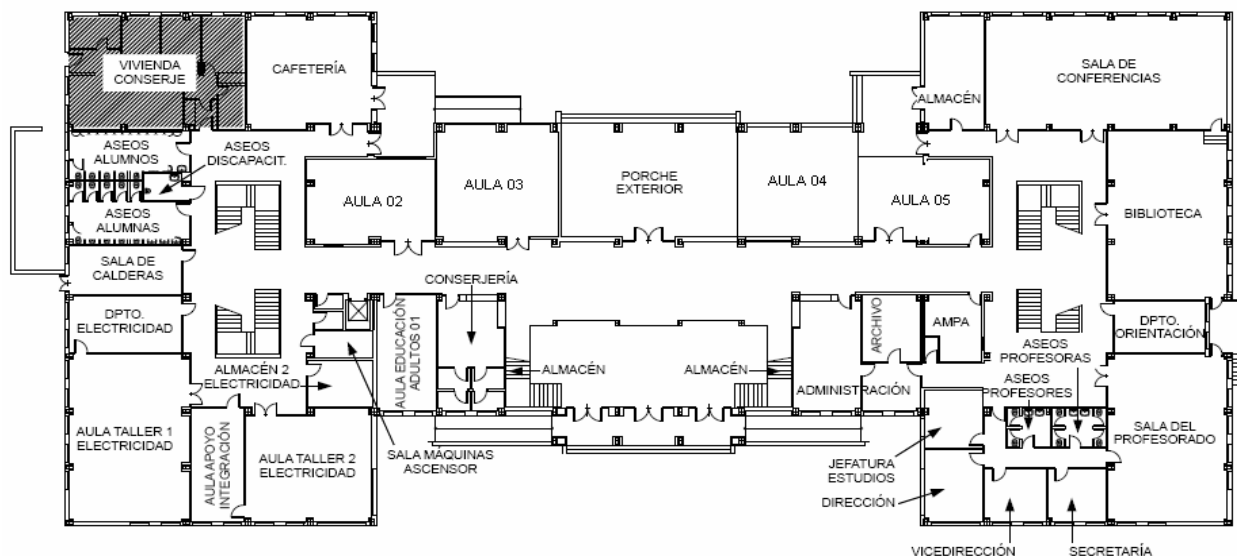 VIVIENDA
CONSERJE
CAFETERÍA
SALA DE
CONFERENCIAS
ALMACÉN
ASEOS
ALUMNOS
ASEOS
DISCAPACIT.
ASEOS
ALUMNAS
AULA 02
AULA 03
PORCHE
EXTERIOR
AULA 04
AULA 05
BIBLIOTECA
SALA DE
CALDERAS
CONSERJERÍA
DPTO.
ELECTRICIDAD
AULA EDUCACIÓN
ADULTOS 01
ARCHIVO
AMPA
DPTO.
ORIENTACIÓN
ALMACÉN 2
ELECTRICIDAD
ALMACÉN
ALMACÉN
ADMINISTRACIÓN
ASEOS
PROFESORAS
ASEOS
PROFESORES
AULA TALLER 1
ELECTRICIDAD
AULA APOYO
INTEGRACIÓN
AULA TALLER 2
ELECTRICIDAD
SALA MÁQUINAS
ASCENSOR
JEFATURA
ESTUDIOS
DIRECCIÓN
SALA DEL
PROFESORADO
VICEDIRECCIÓN
SECRETARÍA